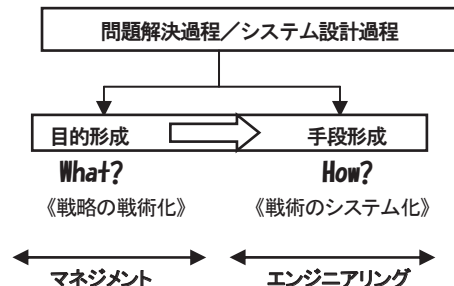 問題解決過程／システム設計過程
目的形成 手段形成
What? How?
《戦略の戦術化》 《戦術のシステム化》
マネジメント エンジニアリング